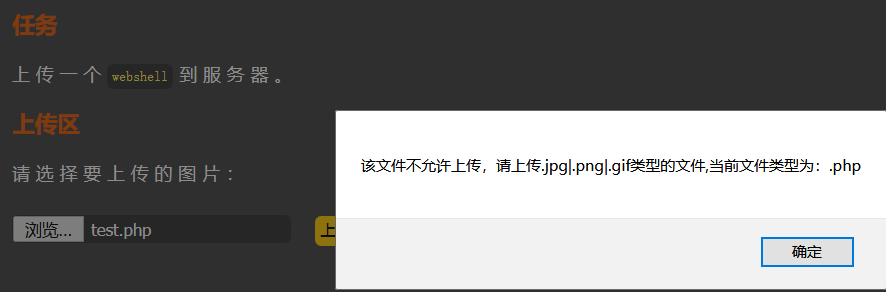 任务
上传一个 webshell 到服务器。
上传区
请选择要上传的图片：
浏览... test.php 上
该文件不允许上传，请上传.jpg|.png|.gif类型的文件,当前文件类型为：.php
确定